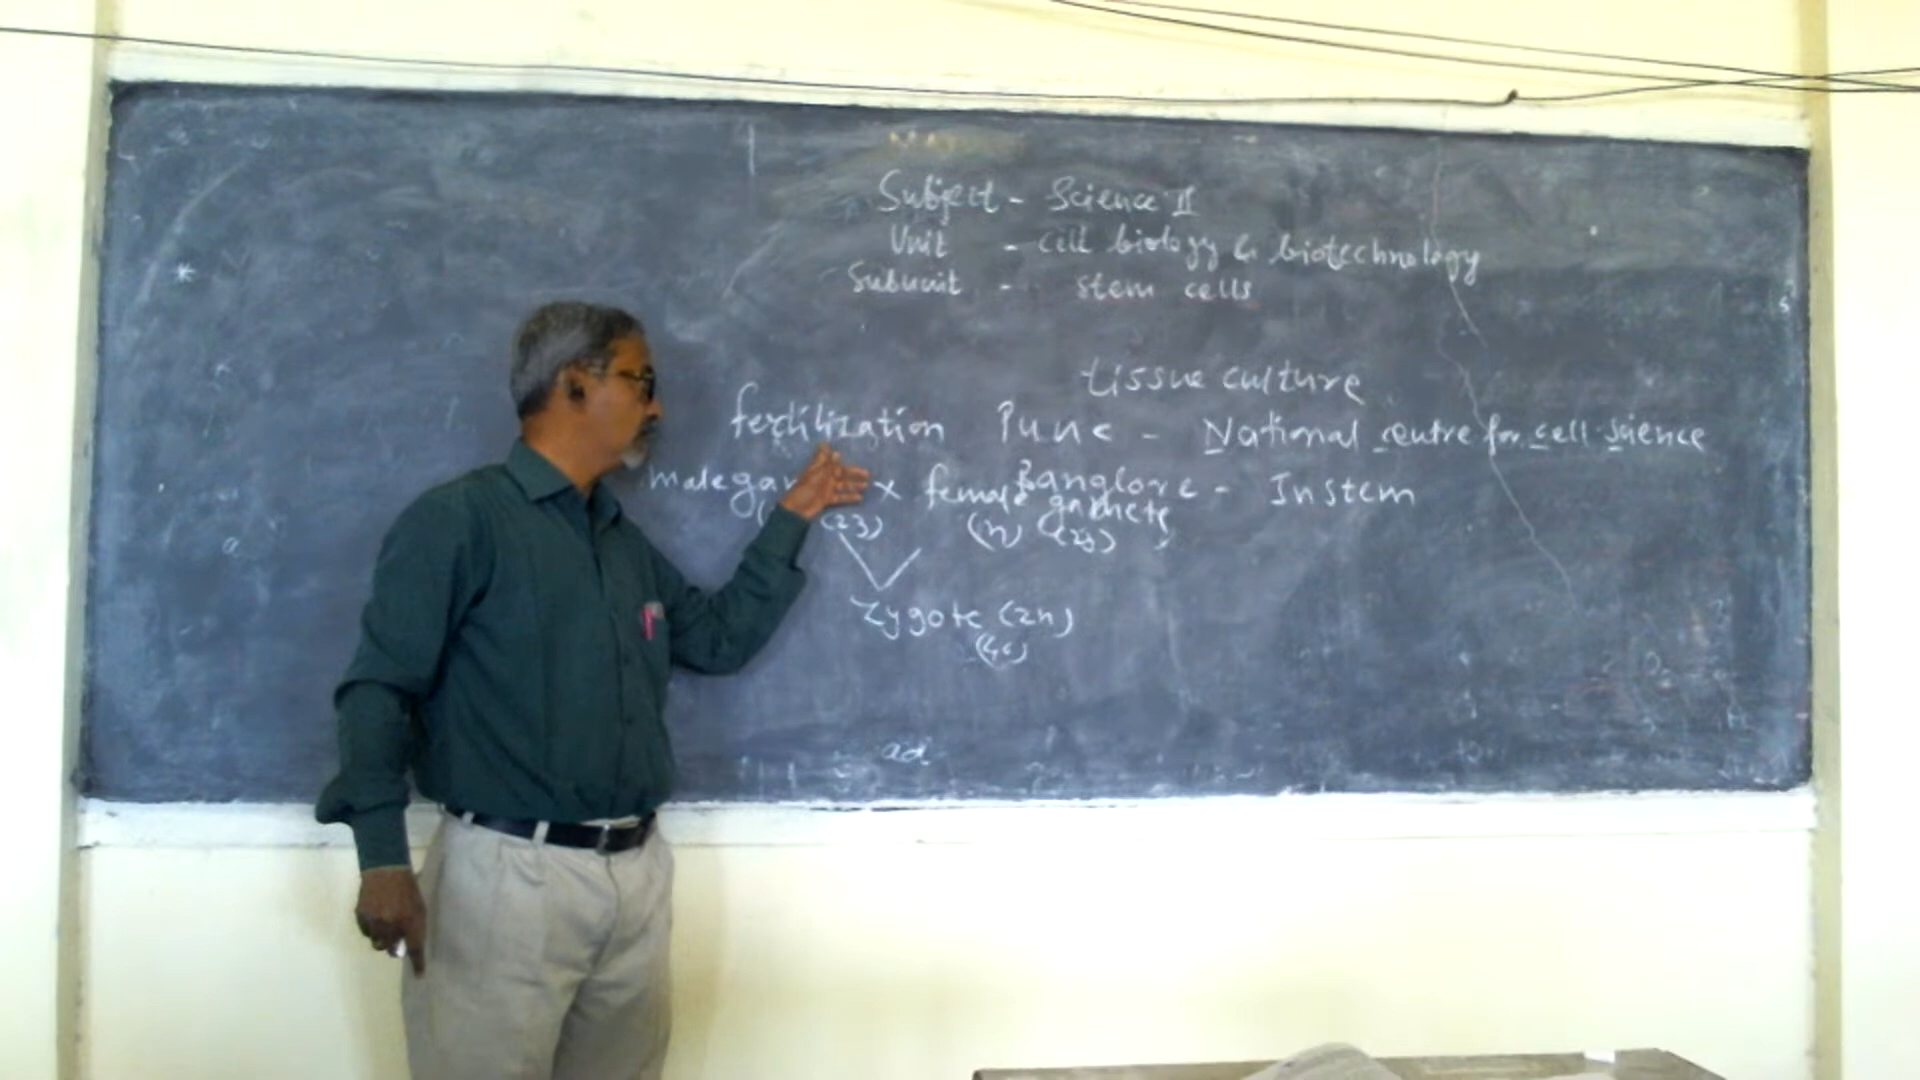 Subject - Science II
Unit - Cell biology & biotechnology
Subunit - stem cells
tissue culture
fertilization Pune - National centre for cell science
male x female gamete Banglore - Instem
(23) (n) (23)
Zygote (2n)
(46)
ad
a